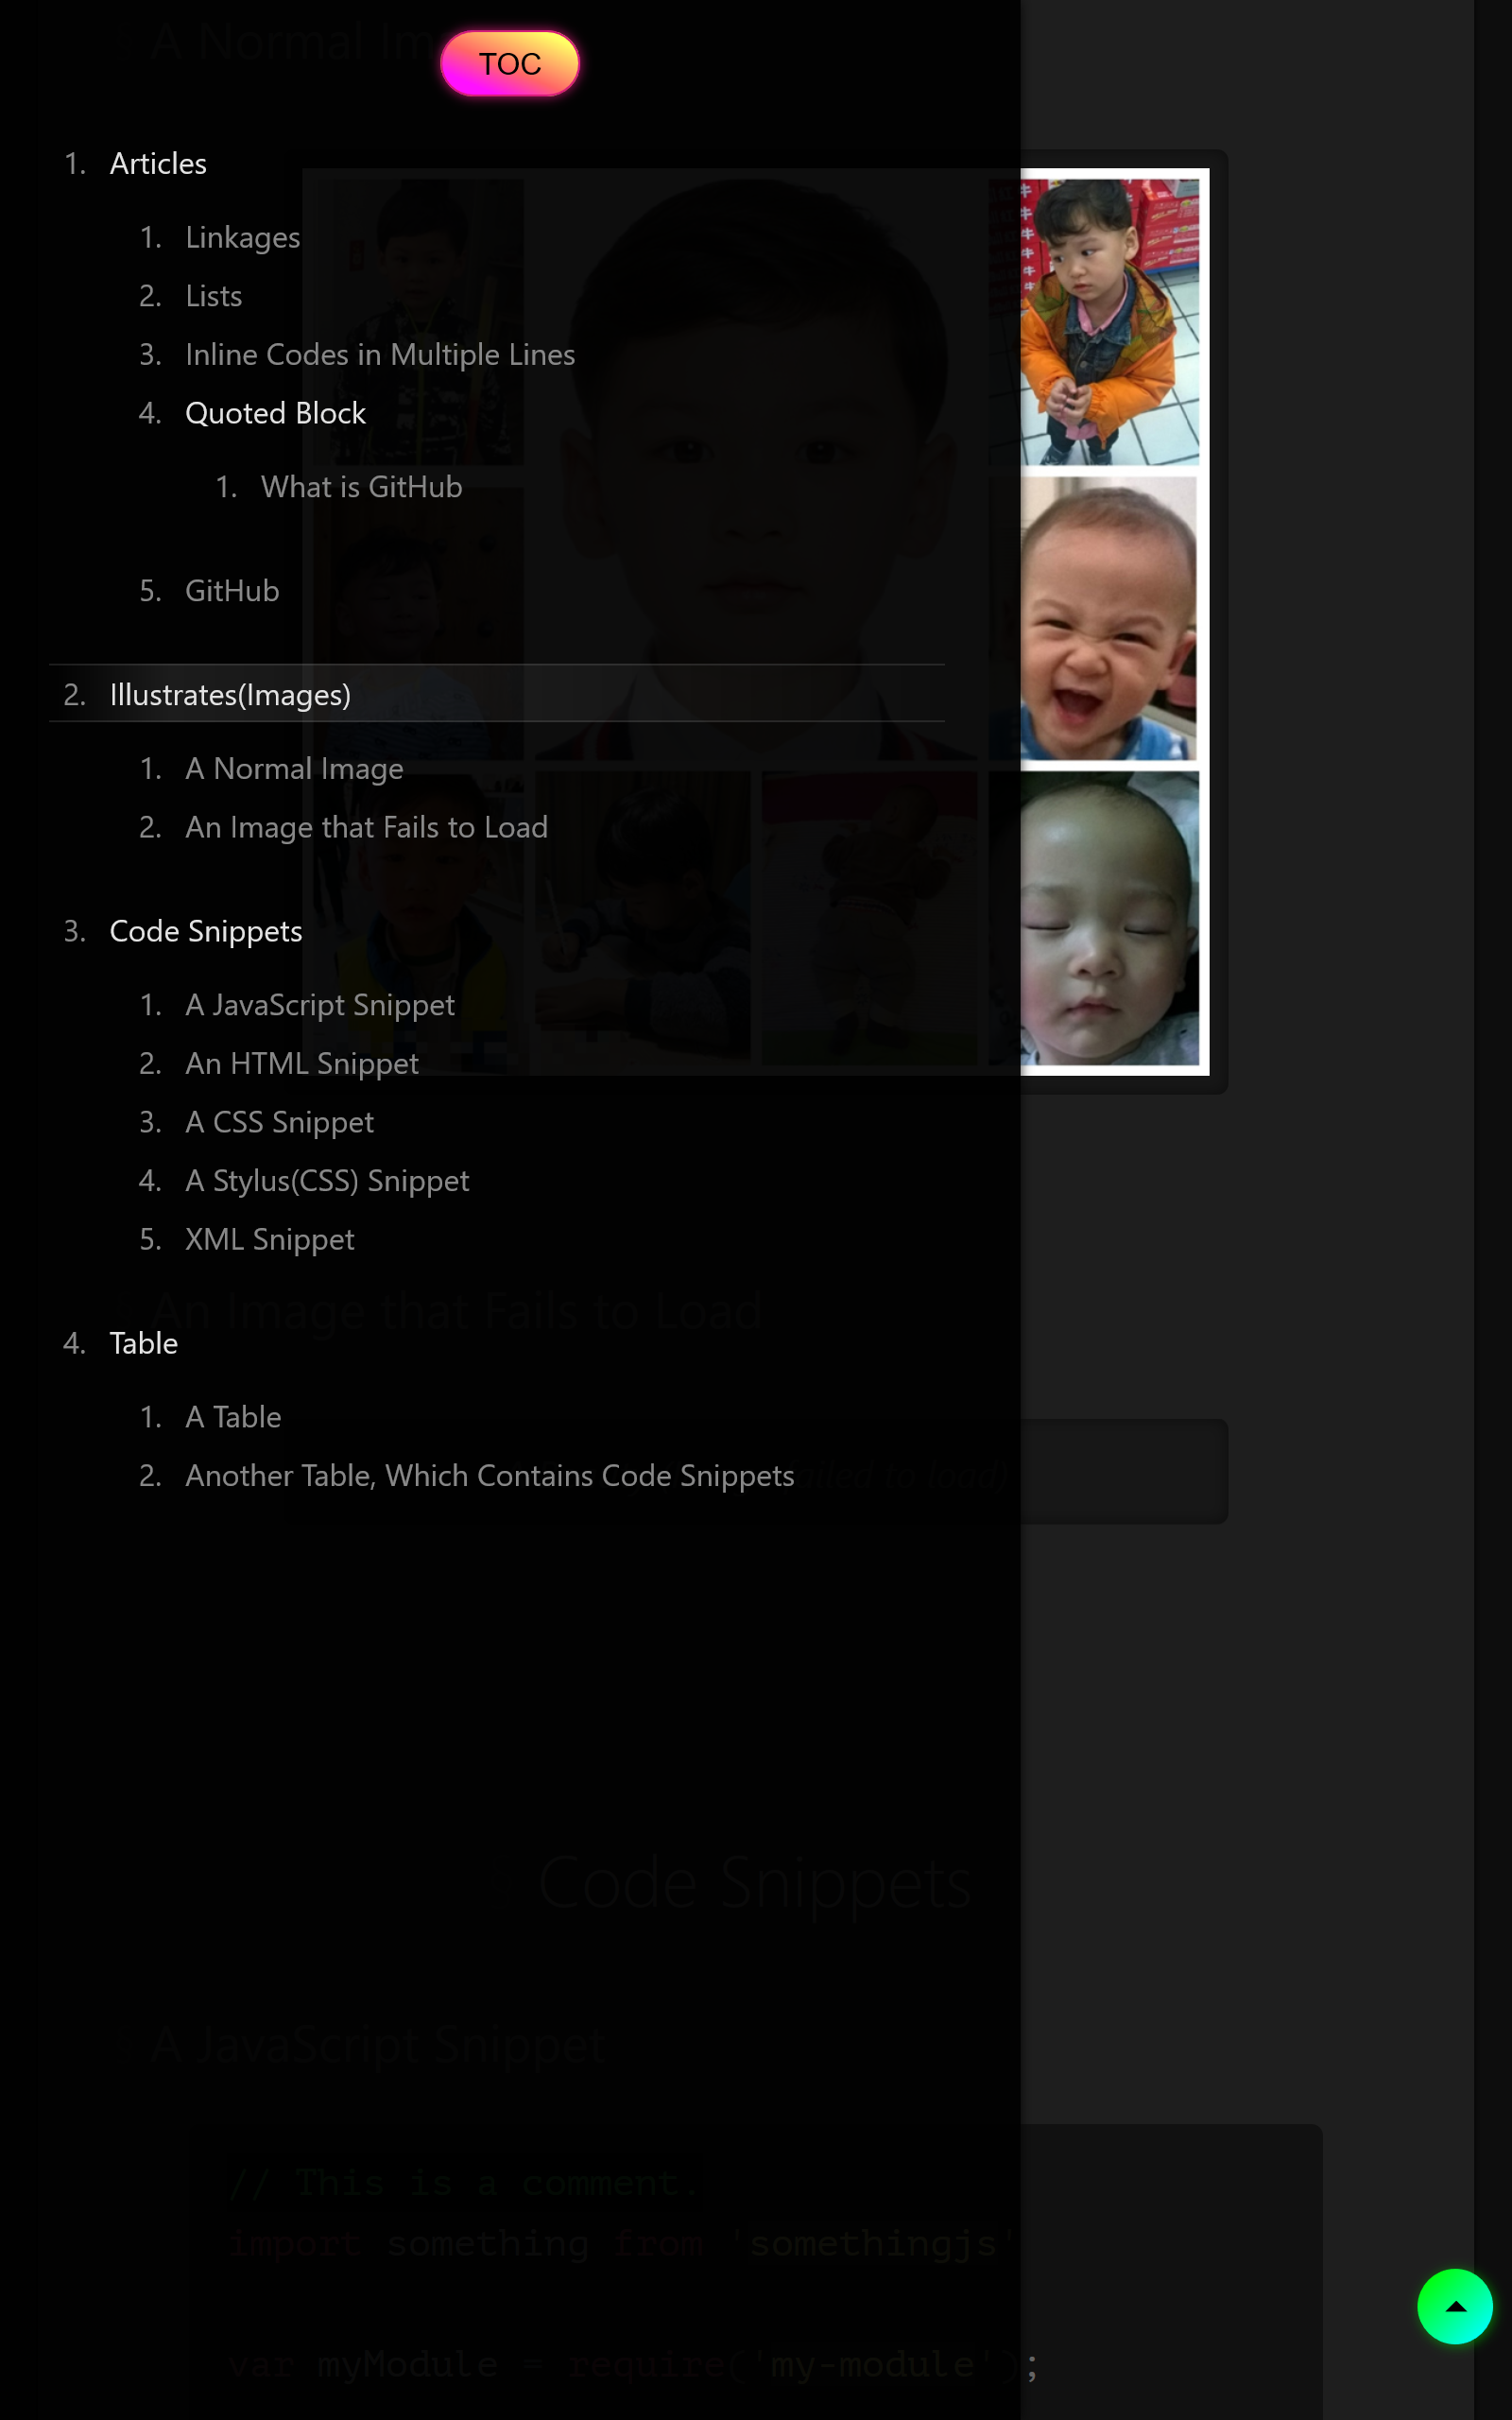 A Normal Im
TOC
1. Articles
1. Linkages
2. Lists
3. Inline Codes in Multiple Lines
4. Quoted Block
1. What is GitHub
5. GitHub
2. Illustrates(Images)
1. A Normal Image
2. An Image that Fails to Load
3. Code Snippets
1. A JavaScript Snippet
2. An HTML Snippet
3. A CSS Snippet
4. A Stylus(CSS) Snippet
5. XML Snippet
An Image that Fails to Load
4. Table
1. A Table
2. Another Table, Which Contains Code Snippets
failed to load)
Code Snippets
A JavaScript Snippet
// This is a comment.
import something from 'somethingjs'
var myModule = require('my-module');